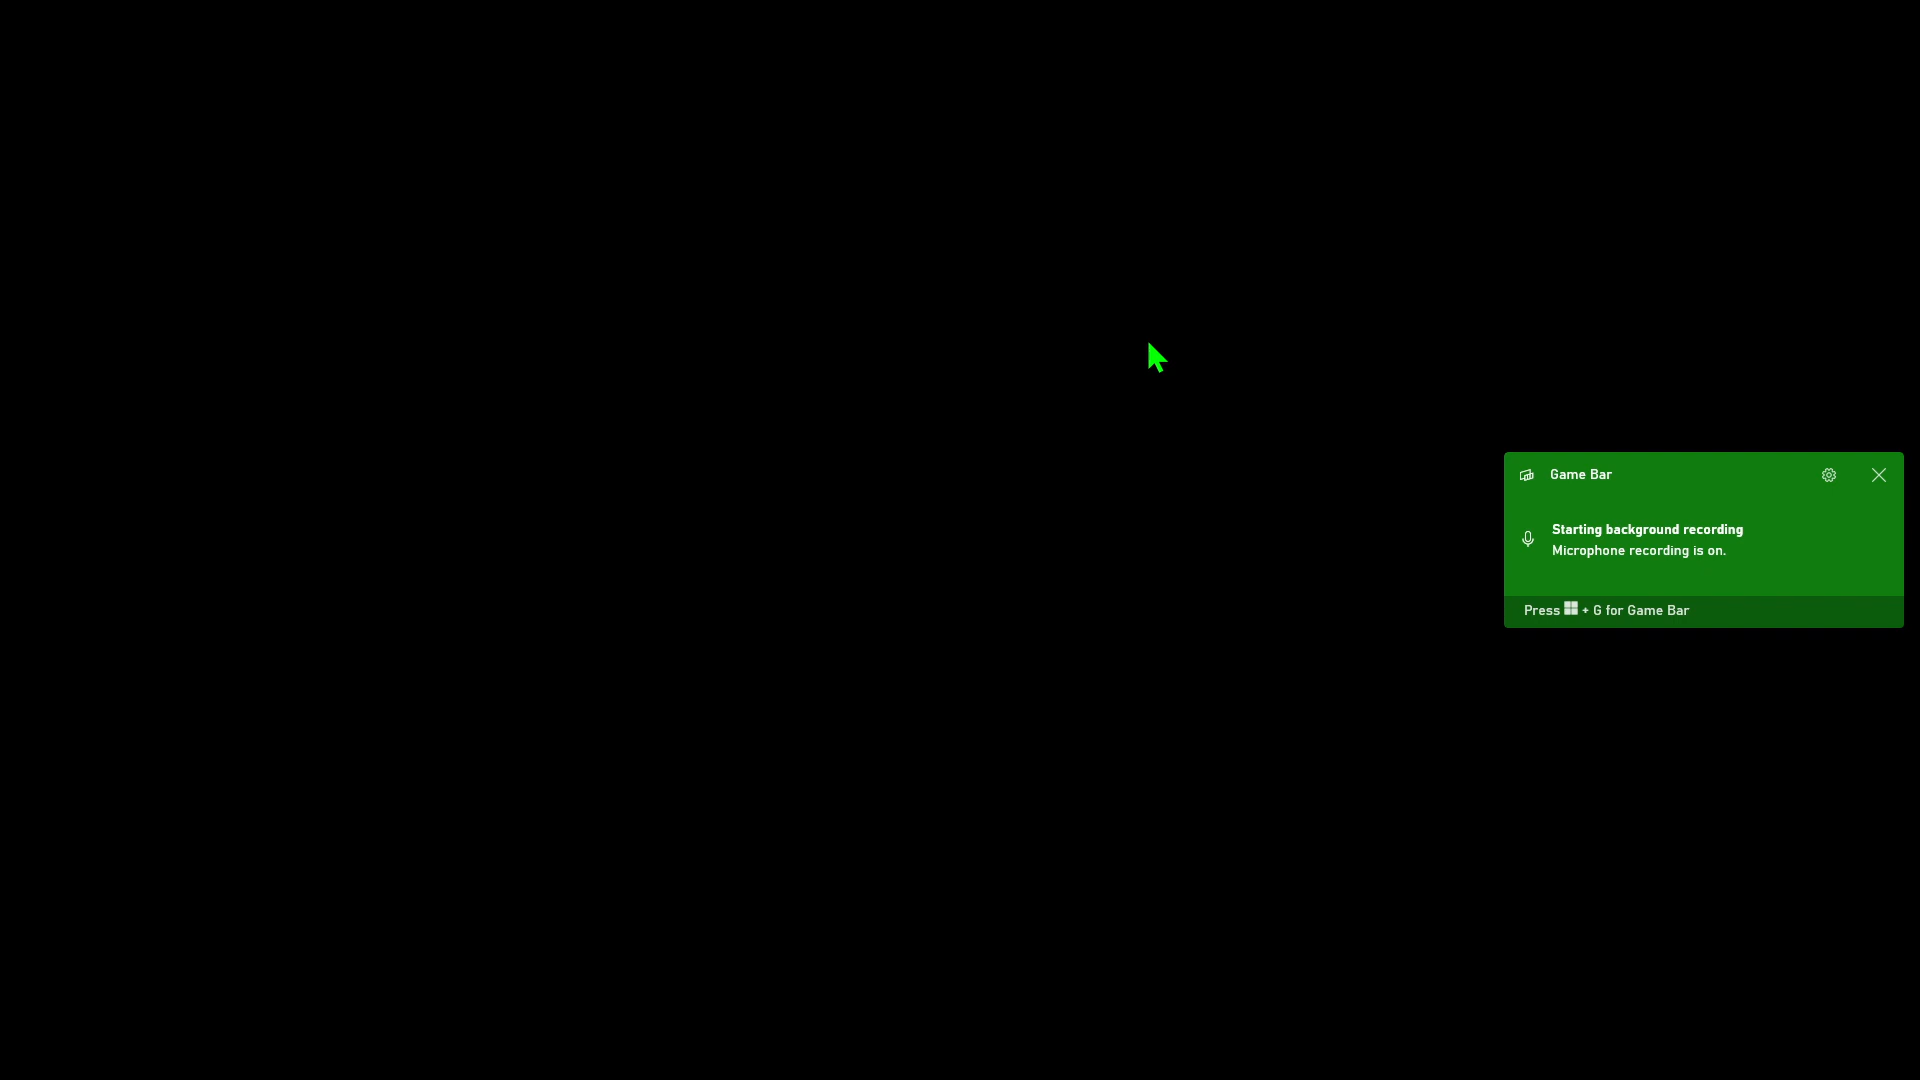 Game Bar
Starting background recording
Microphone recording is on.
Press + G for Game Bar